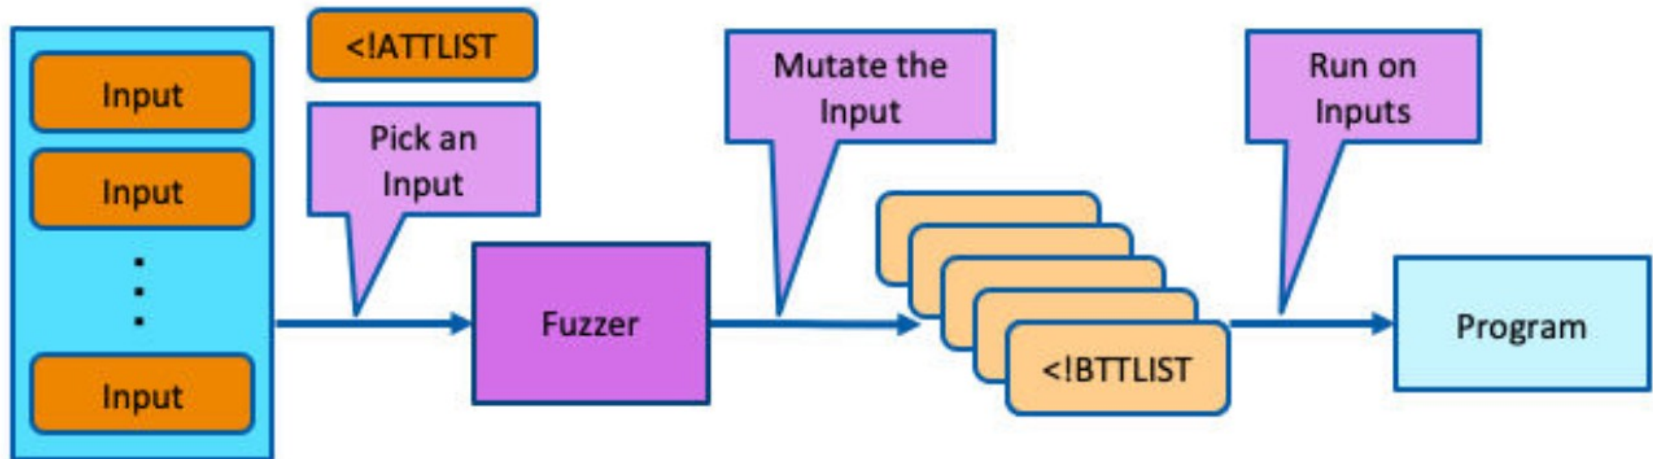 Input
Input
Input
<!ATTLIST
Pick an
Input
Fuzzer
Mutate the
Input
<!BTTLIST
Run on
Inputs
Program